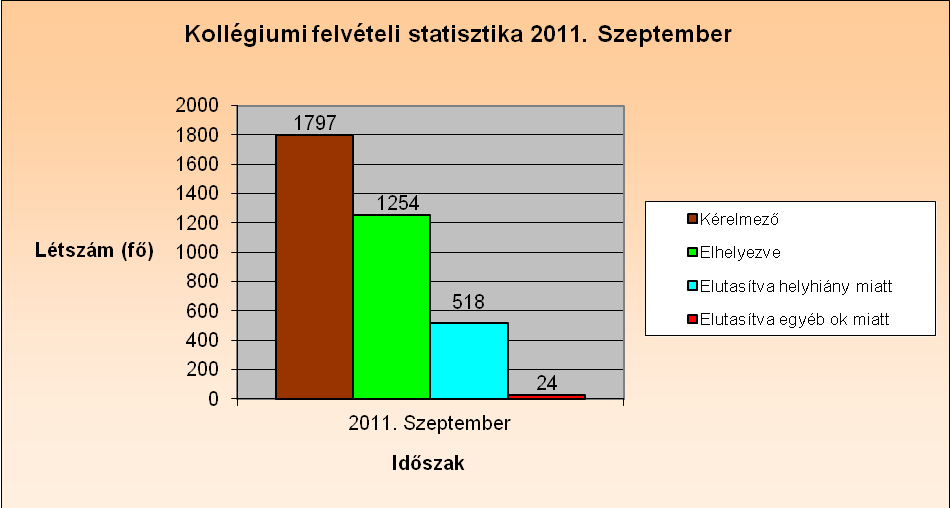 Kollégiumi felvételi statisztika 2011. Szeptember
2000
1800
1600
1400
1200
1000
800
600
400
200
0
1797
1254
518
24
Létszám (fő)
2011. Szeptember
Időszak
Kérelmező
Elhelyezve
Elutasítva helyhiány miatt
Elutasítva egyéb ok miatt